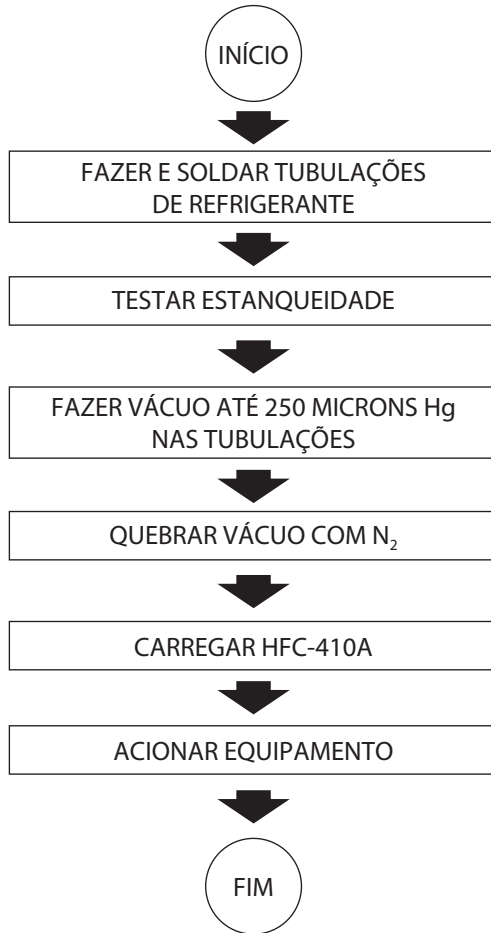 INÍCIO
FAZER E SOLDAR TUBULAÇÕES
DE REFRIGERANTE
TESTAR ESTANQUEIDADE
FAZER VÁCUO ATÉ 250 MICRONS Hg
NAS TUBULAÇÕES
QUEBRAR VÁCUO COM N₂
CARREGAR HFC-410A
ACIONAR EQUIPAMENTO
FIM